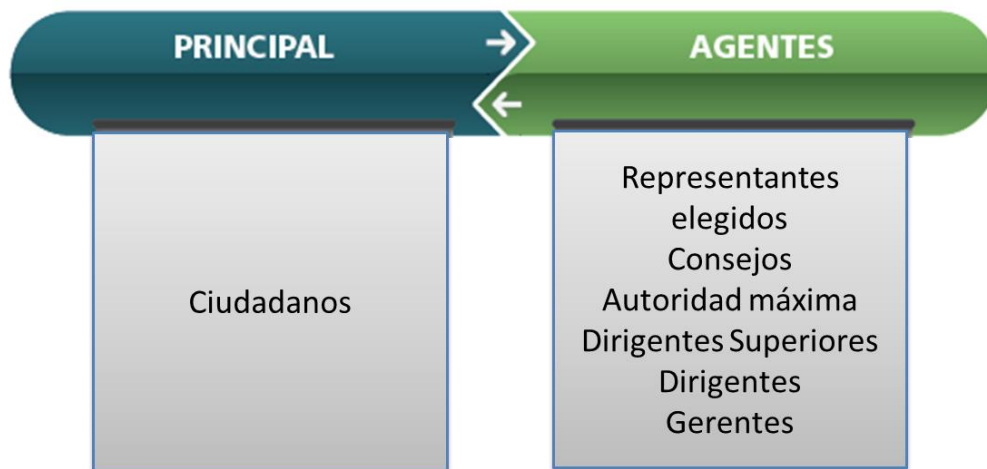 PRINCIPAL
AGENTES
Ciudadanos
Representantes
elegidos
Consejos
Autoridad máxima
Dirigentes Superiores
Dirigentes
Gerentes